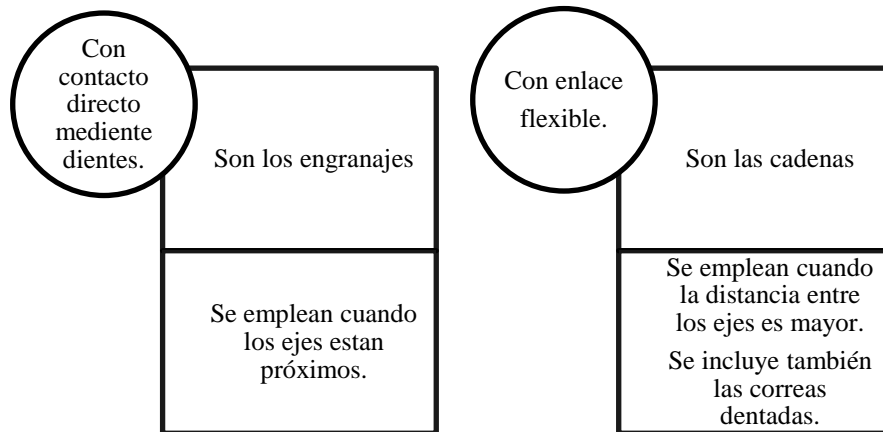 Con
contacto
directo
mediente
dientes.
Son los engranajes
Se emplean cuando
los ejes estan
próximos.
Con enlace
flexible.
Son las cadenas
Se emplean cuando
la distancia entre
los ejes es mayor.
Se incluye también
las correas
dentadas.